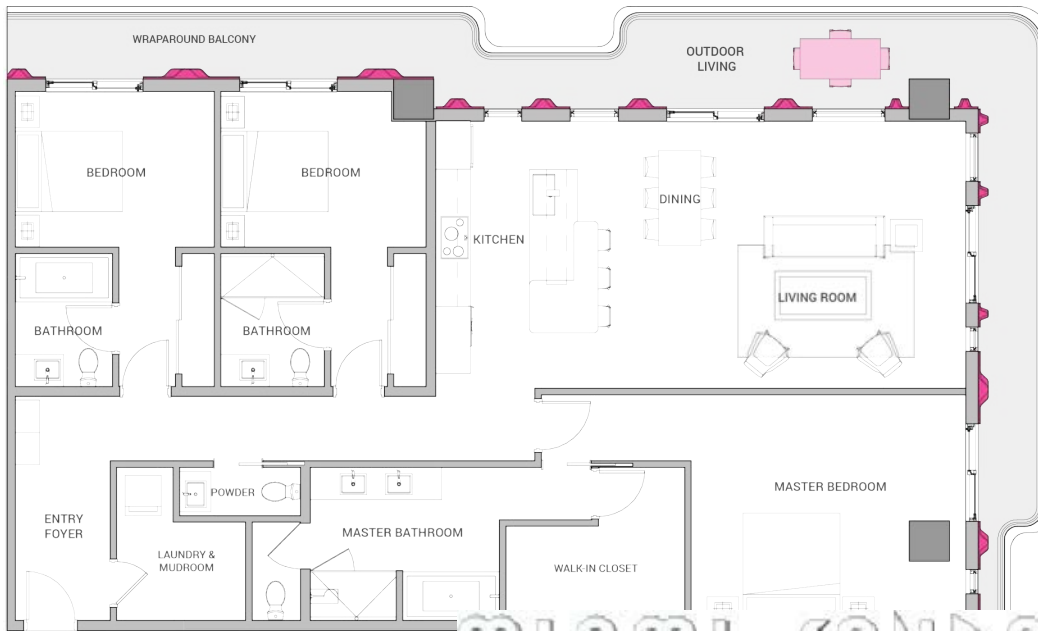 WRAPAROUND BALCONY
OUTDOOR
LIVING
BEDROOM
BEDROOM
DINING
KITCHEN
LIVING ROOM
BATHROOM
BATHROOM
MASTER BEDROOM
POWDER
ENTRY
FOYER
MASTER BATHROOM
LAUNDRY &
MUDROOM
WALK-IN CLOSET